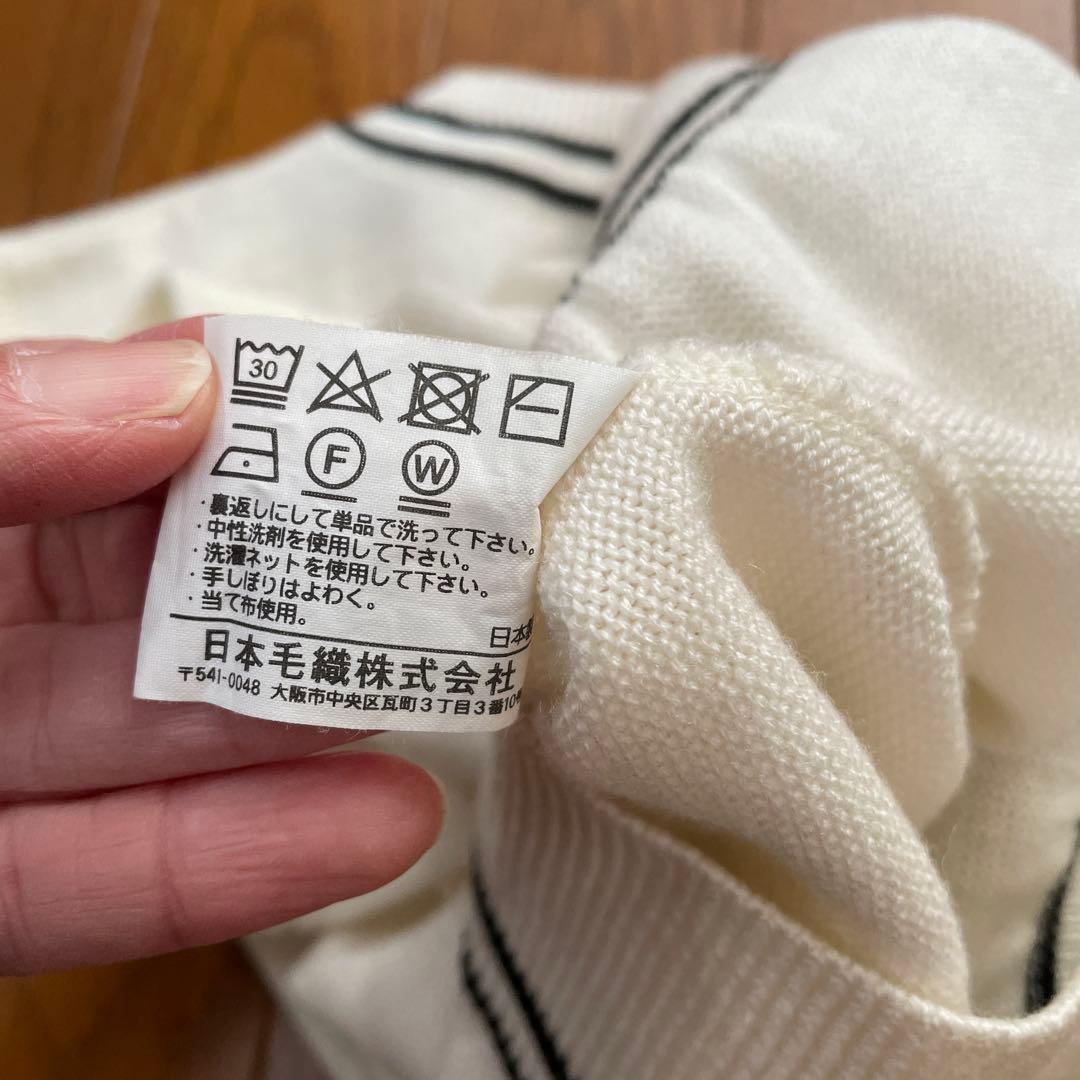 30
F W
・裏返しにして単品で洗って下さい。
・中性洗剤を使用して下さい。
・洗濯ネットを使用して下さい。
・手しぼりはよわく。
・当て布使用。
日本
日本毛織株式会社
〒541-0048 大阪市中央区瓦町3丁目3番10